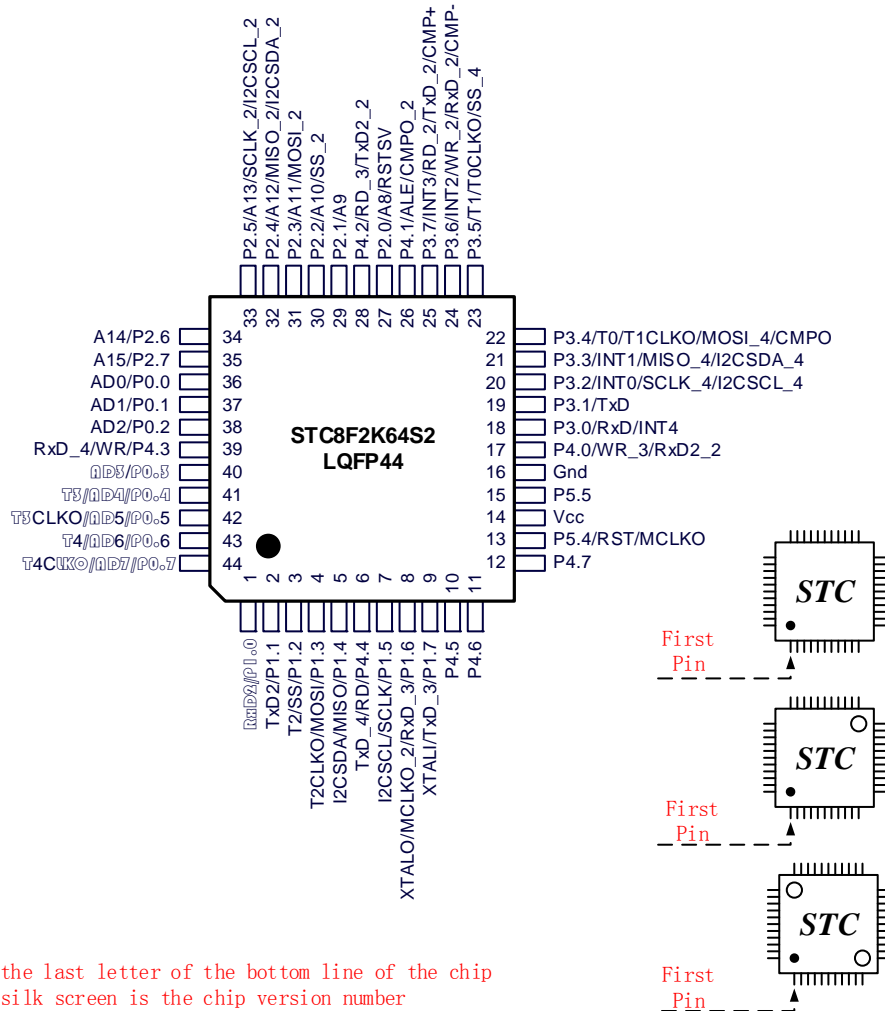 P2.5/A13/SCLK_2/I2CSCL_2
P2.4/A12/MISO_2/I2CSDA_2
P2.3/A11/MOSI_2
P2.2/A10/SS_2
P2.1/A9
P4.2/RD_3/TxD2_2
P2.0/A8/RSTSV
P4.1/ALE/CMPO_2
P3.7/INT3/RD_2/TxD_2/CMP+
P3.6/INT2/WR_2/RxD_2/CMP-
P3.5/T1/T0CLKO/SS_4
33 32 31 30 29 28 27 26 25 24 23
A14/P2.6 34
A15/P2.7 35
AD0/P0.0 36
AD1/P0.1 37
AD2/P0.2 38
RxD_4/WR/P4.3 39
AD3/P0.3 40
T3/AD4/P0.4 41
T3CLKO/AD5/P0.5 42
T4/AD6/P0.6 43
T4CLKO/AD7/P0.7 44
STC8F2K64S2
LQFP44
22 P3.4/T0/T1CLKO/MOSI_4/CMPO
21 P3.3/INT1/MISO_4/I2CSDA_4
20 P3.2/INT0/SCLK_4/I2CSCL_4
19 P3.1/TxD
18 P3.0/RxD/INT4
17 P4.0/WR_3/RxD2_2
16 Gnd
15 P5.5
14 Vcc
13 P5.4/RST/MCLKO
12 P4.7
1 2 3 4 5 6 7 8 9 10 11
RxD2/P1.0
TxD2/P1.1
T2/SS/P1.2
T2CLKO/MOSI/P1.3
I2CSDA/MISO/P1.4
TxD_4/RD/P4.4
I2CSCL/SCLK/P1.5
XTALO/MCLKO_2/RxD_3/P1.6
XTALI/TxD_3/P1.7
P4.5
P4.6
STC
First
Pin
STC
First
Pin
STC
First
Pin
the last letter of the bottom line of the chip
silk screen is the chip version number